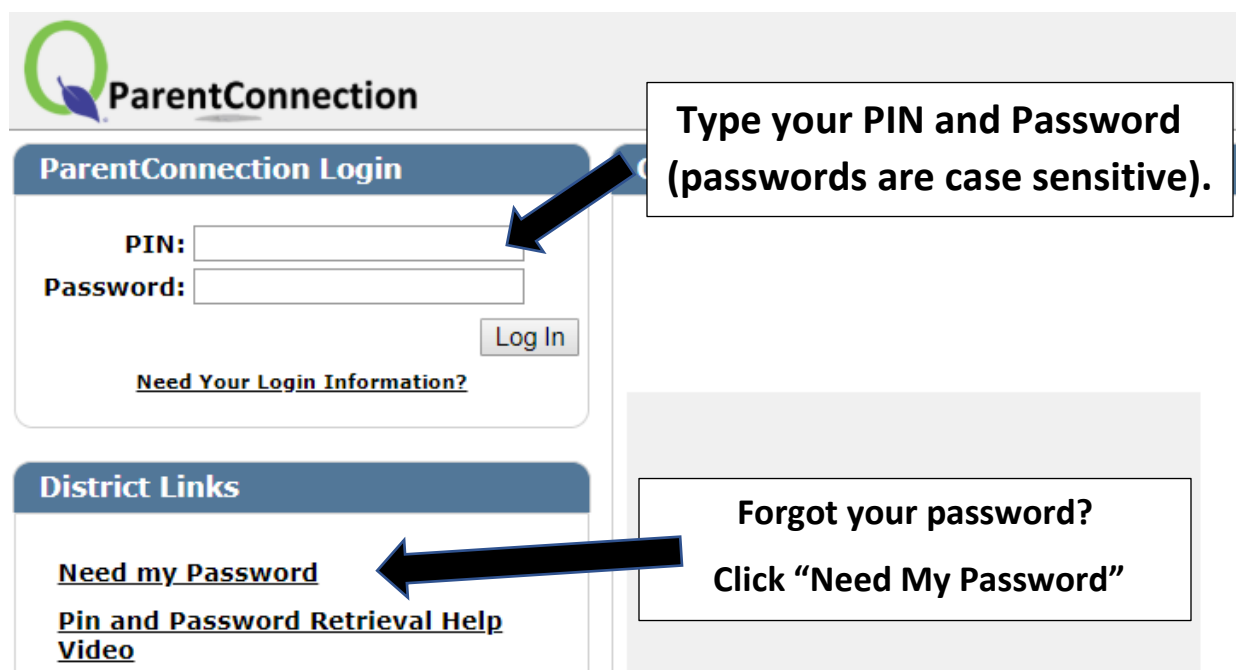 ParentConnection
Type your PIN and Password
(passwords are case sensitive).
ParentConnection Login
PIN:
Password:
Log In
Need Your Login Information?
District Links
Need my Password
Pin and Password Retrieval Help
Video
Forgot your password?
Click “Need My Password”